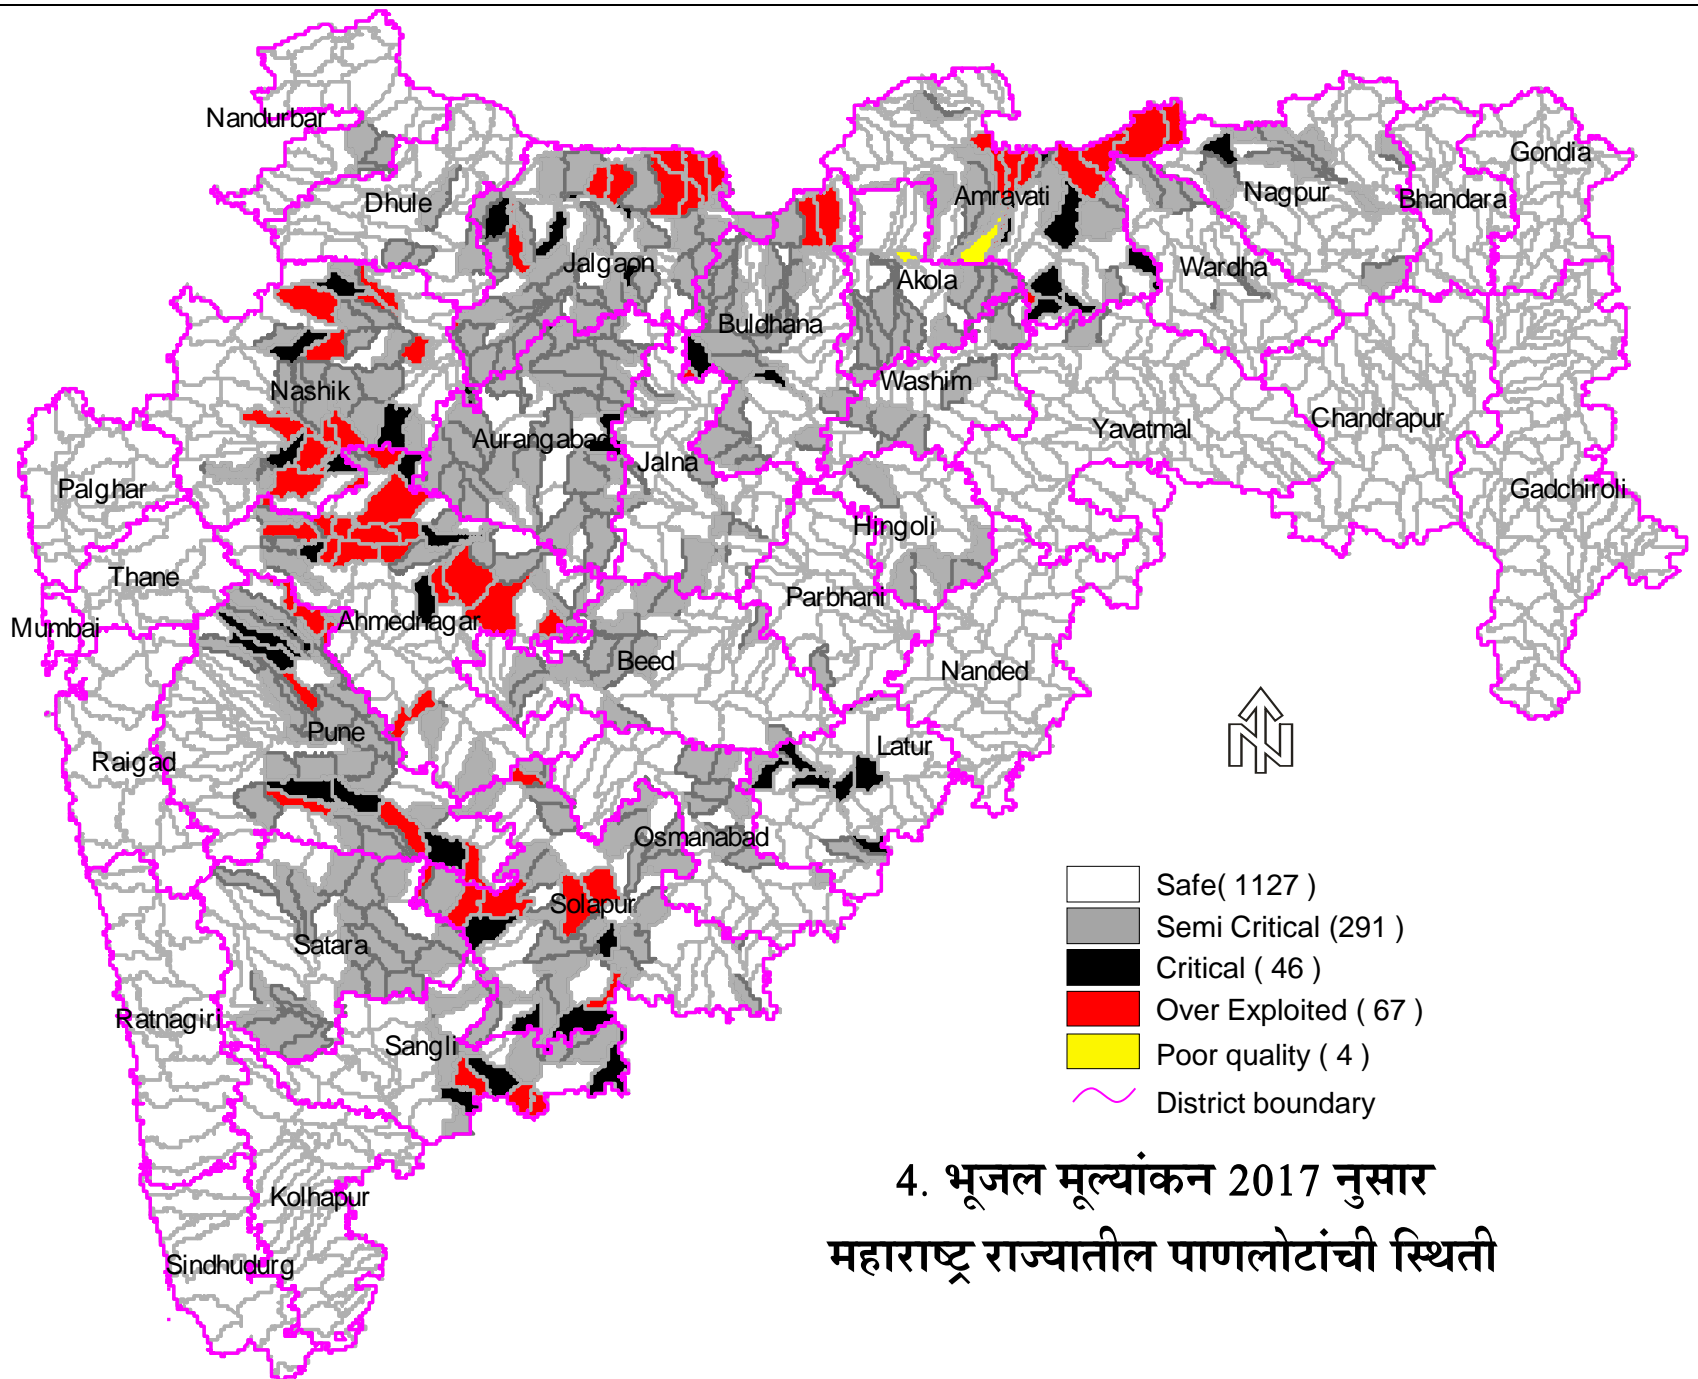 Nandurbar
Gondia
Dhule
Amravati
Nagpur
Bhandara
Jalgaon
Akola
Wardha
Buldhana
Nashik
Washim
Aurangabad
Yavatmal
Chandrapur
Jalna
Palghar
Gadchiroli
Hingoli
Thane
Parbhani
Mumbai
Ahmednagar
Beed
Nanded
Pune
Raigad
Latur
Osmanabad
Solapur
Satara
Ratnagiri
Sangli
Kolhapur
Sindhudurg
N
Safe( 1127 )
Semi Critical (291 )
Critical ( 46 )
Over Exploited ( 67 )
Poor quality ( 4 )
District boundary
4. भूजल मूल्यांकन 2017 नुसार
महाराष्ट्र राज्यातील पाणलोटांची स्थिती